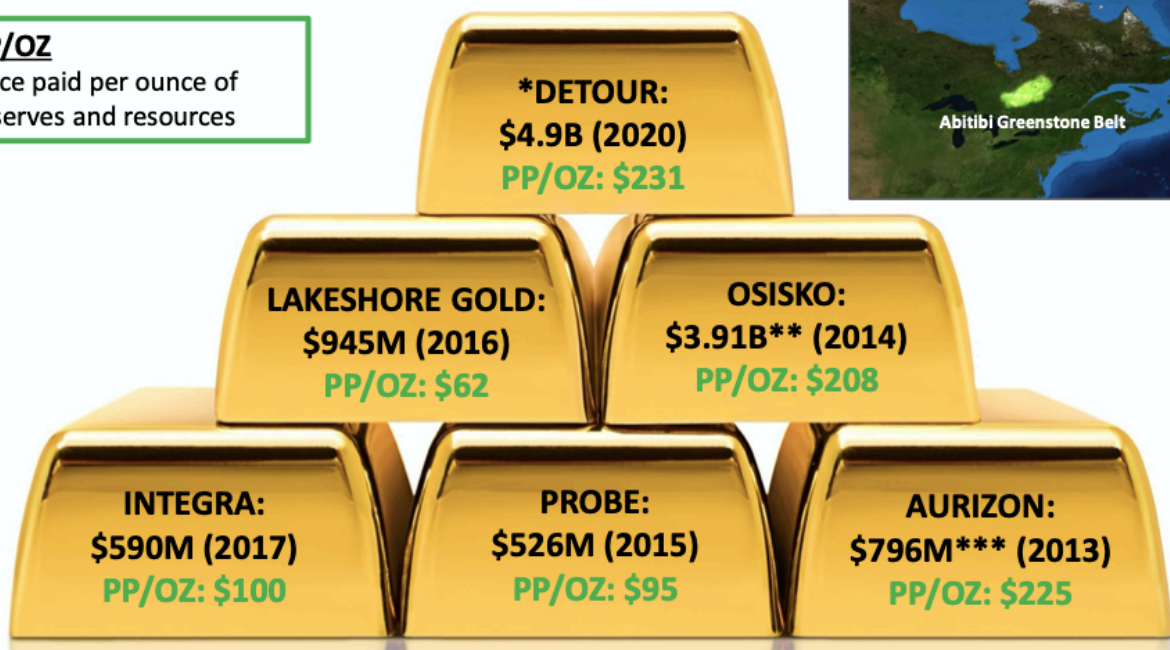 P/OZ
ce paid per ounce of
serves and resources
Abitibi Greenstone Belt
*DETOUR:
$4.9B (2020)
PP/OZ: $231
LAKESHORE GOLD:
$945M (2016)
PP/OZ: $62
OSISKO:
$3.91B** (2014)
PP/OZ: $208
INTEGRA:
$590M (2017)
PP/OZ: $100
PROBE:
$526M (2015)
PP/OZ: $95
AURIZON:
$796M*** (2013)
PP/OZ: $225